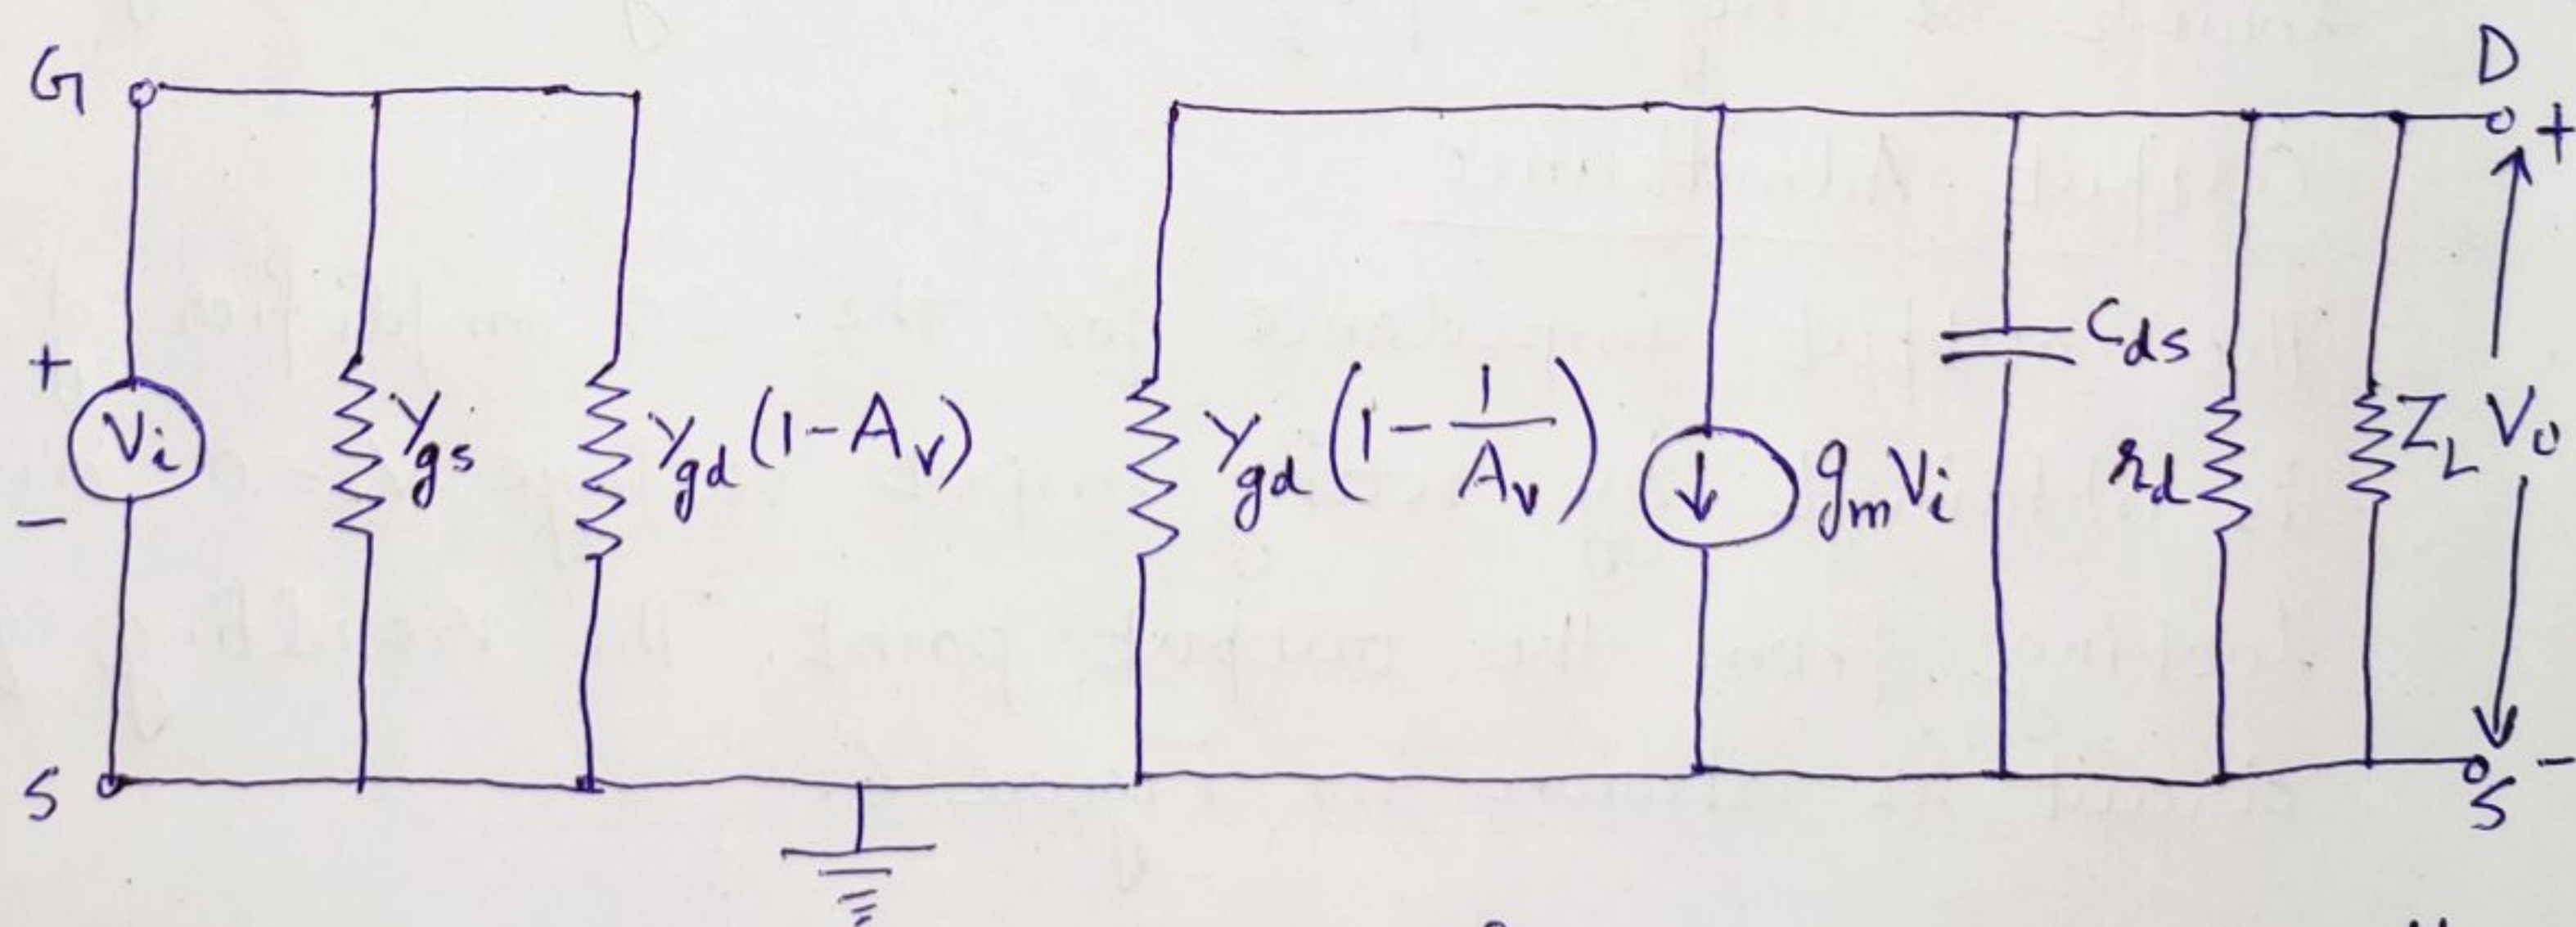 G
D
+
Cds
+
Vi
Ygs
Ygd (1-Av)
Ygd (1-1/Av)
gmVi
rd
ZL
Vo
-
S
S
-